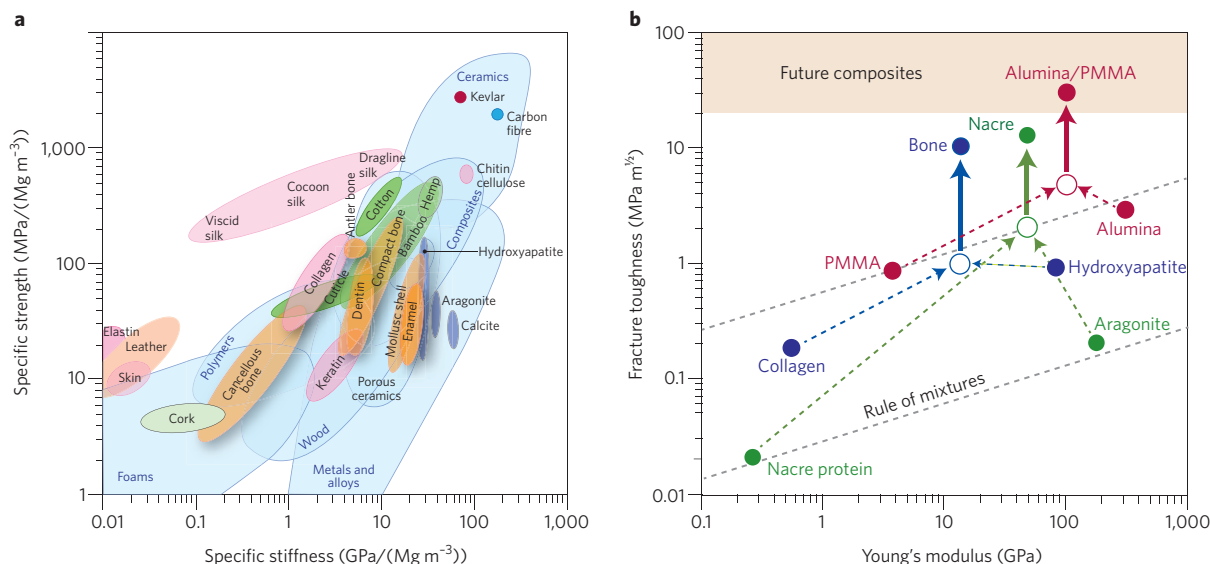 a
Specific strength (MPa/(Mg m⁻³))
1,000
100
10
1
0.01
0.1
1
10
100
1,000
Specific stiffness (GPa/(Mg m⁻³))
Ceramics
Kevlar
Carbon
fibre
Dragline
silk
Cocoon
silk
Viscid
silk
Chitin
cellulose
Antler bone
Cotton
Hemp
Bamboo
Compact bone
Composites
Hydroxyapatite
Collagen
Cuticle
Dentin
Mollusc shell
Enamel
Aragonite
Calcite
Elastin
Leather
Skin
Polymers
Cancellous
bone
Keratin
Porous
ceramics
Cork
Wood
Foams
Metals and
alloys
b
Fracture toughness (MPa m½)
100
10
1
0.1
0.01
0.1
1
10
100
1,000
Young's modulus (GPa)
Future composites
Alumina/PMMA
Nacre
Bone
Alumina
PMMA
Hydroxyapatite
Aragonite
Collagen
Rule of mixtures
Nacre protein